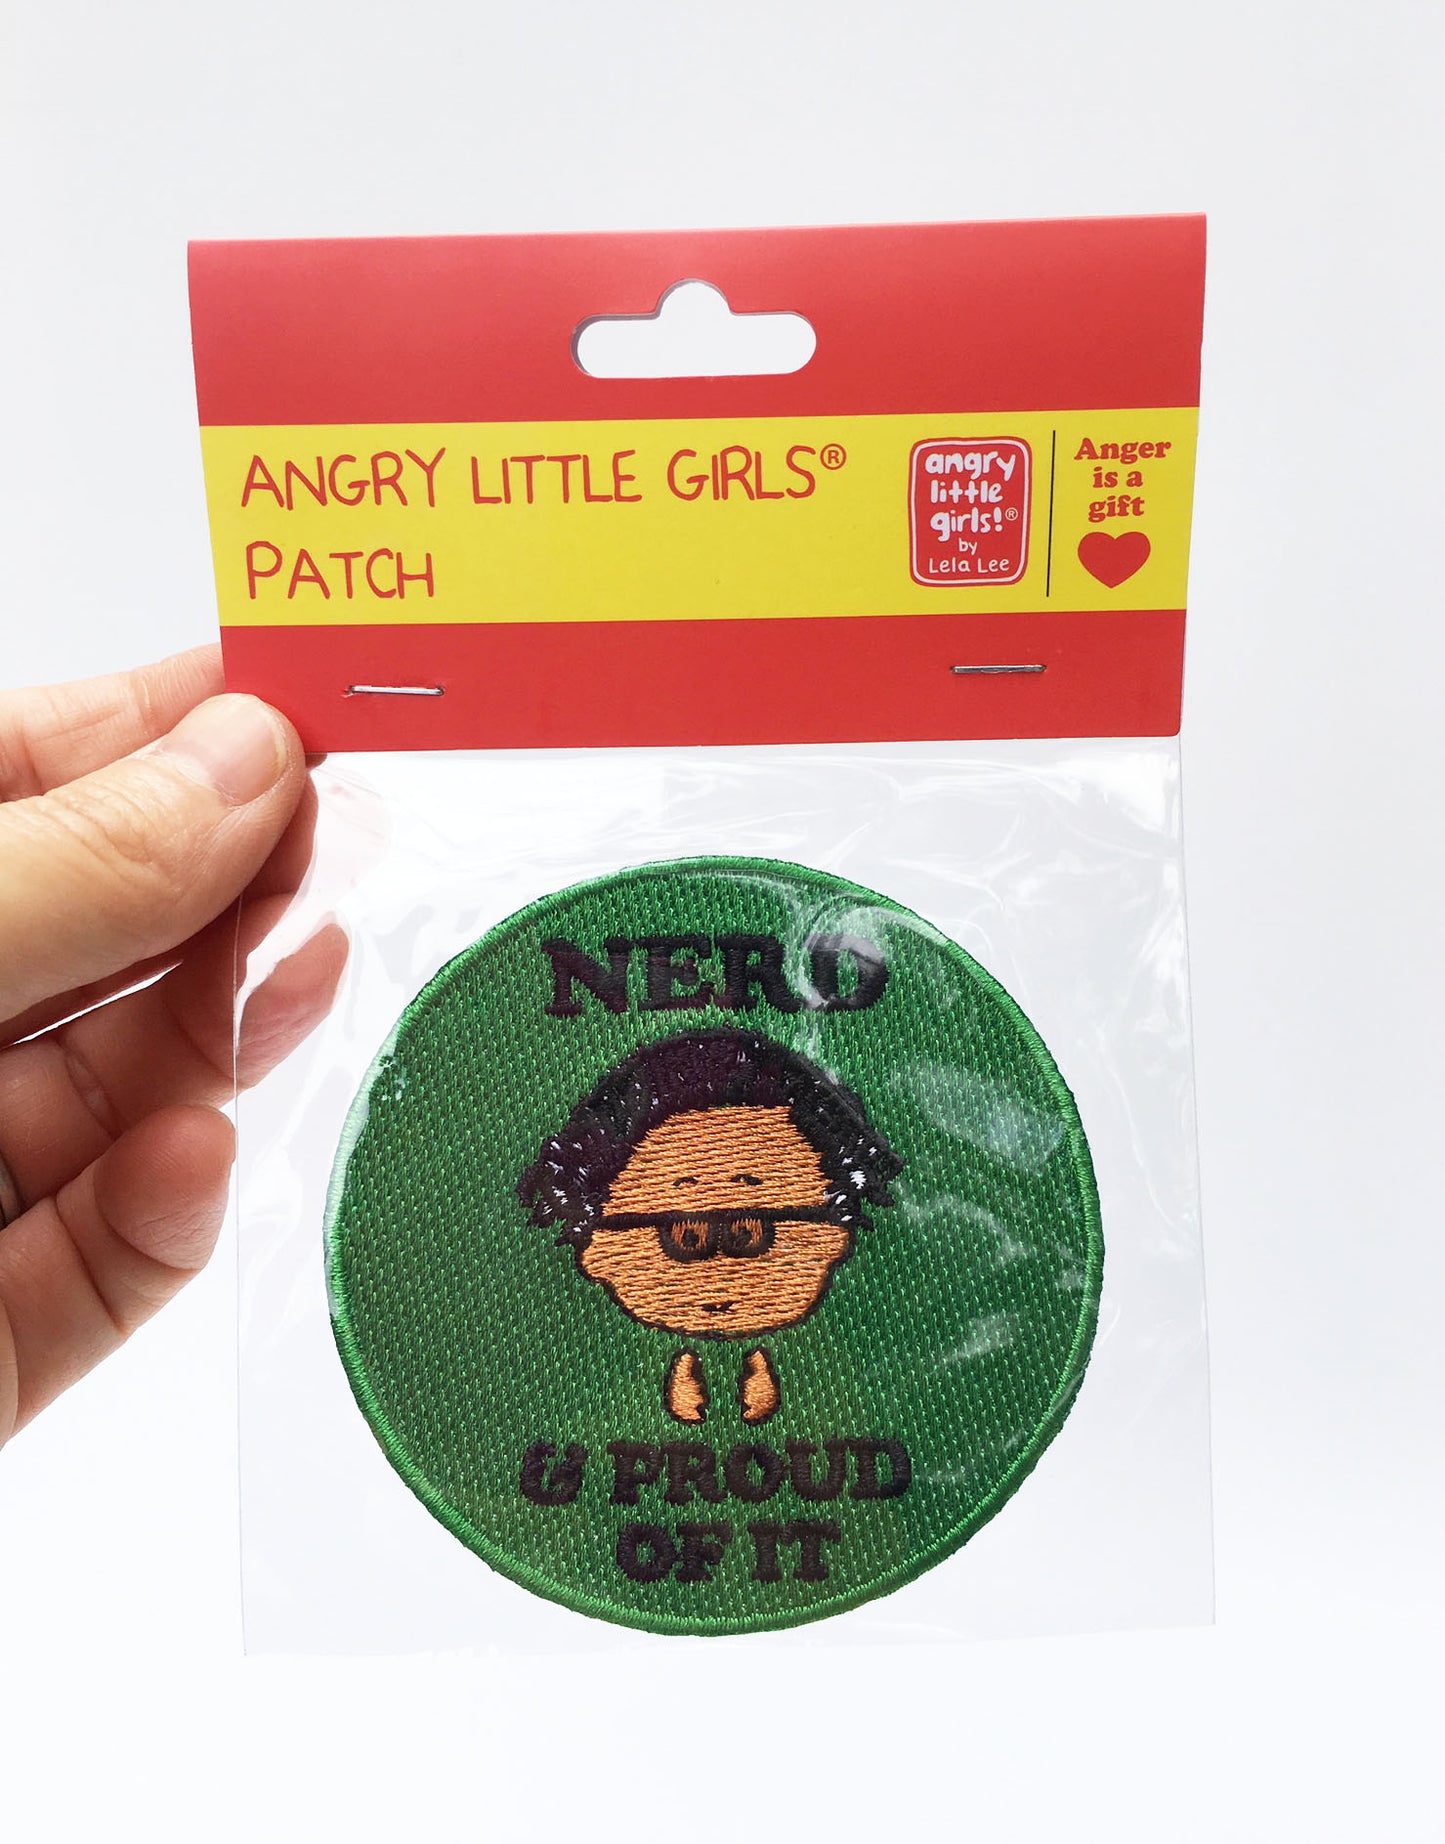 ANGRY LITTLE GIRLS®
PATCH
angry
little
girls!®
by
Lela Lee
Anger
is a
gift
NERD
& PROUD
OF IT